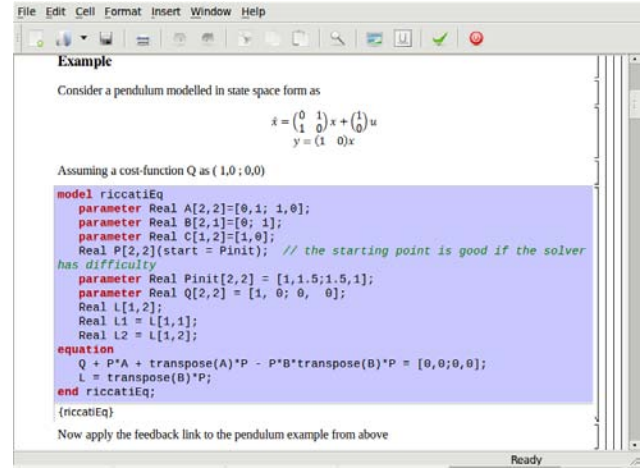 File Edit Cell Format Insert Window Help
Example
Consider a pendulum modelled in state space form as
ẋ = (0 1
1 0) x + (1
0) u
y = (1 0)x
Assuming a cost-function Q as ( 1,0 ; 0,0)
model riccatiEq
parameter Real A[2,2]=[0,1; 1,0];
parameter Real B[2,1]=[0; 1];
parameter Real C[1,2]=[1,0];
Real P[2,2](start = Pinit); // the starting point is good if the solver
has difficulty
parameter Real Pinit[2,2] = [1,1.5;1.5,1];
parameter Real Q[2,2] = [1, 0; 0, 0];
Real L[1,2];
Real L1 = L[1,1];
Real L2 = L[1,2];
equation
Q + P*A + transpose(A)*P - P*B*transpose(B)*P = [0,0;0,0];
L = transpose(B)*P;
end riccatiEq;
{riccatiEq}
Now apply the feedback link to the pendulum example from above
Ready